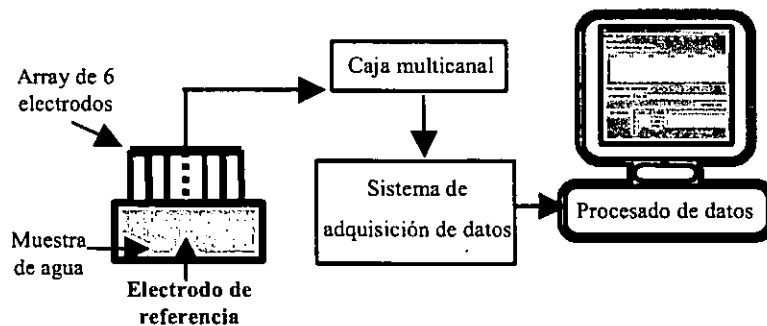 Array de 6
electrodos
Caja multicanal
Sistema de
adquisición de datos
Procesado de datos
Muestra
de agua
Electrodo de
referencia